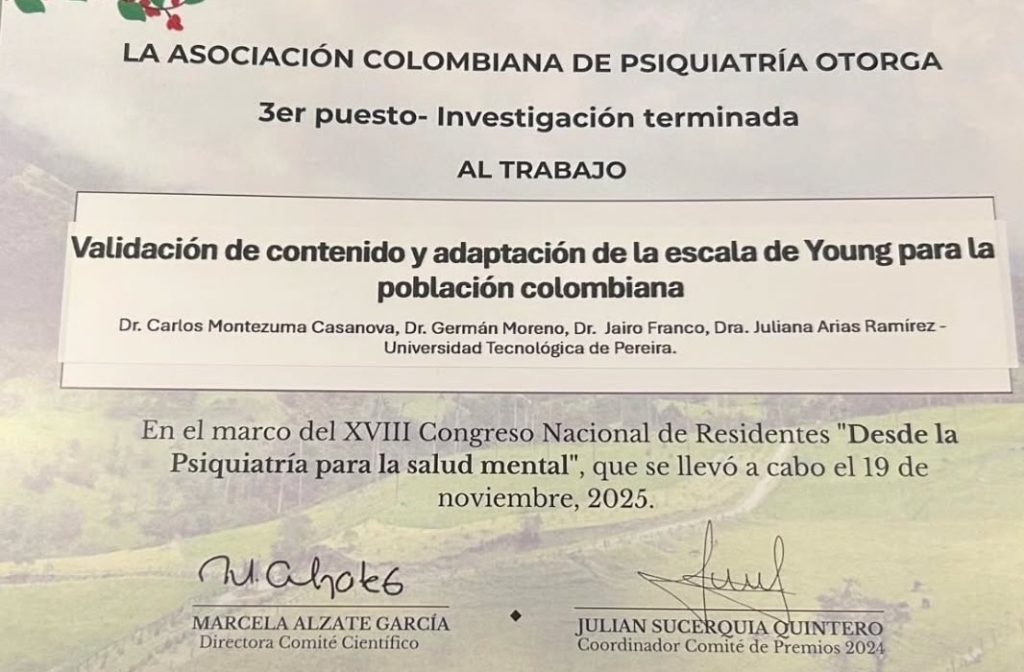 LA ASOCIACIÓN COLOMBIANA DE PSIQUIATRÍA OTORGA
3er puesto- Investigación terminada
AL TRABAJO
Validación de contenido y adaptación de la escala de Young para la
población colombiana
Dr. Carlos Montezuma Casanova, Dr. Germán Moreno, Dr. Jairo Franco, Dra. Juliana Arias Ramírez -
Universidad Tecnológica de Pereira.
En el marco del XVIII Congreso Nacional de Residentes "Desde la
Psiquiatría para la salud mental", que se llevó a cabo el 19 de
noviembre, 2025.
MARCELA ALZATE GARCÍA
Directora Comité Científico
JULIAN SUCERQUIA QUINTERO
Coordinador Comité de Premios 2024